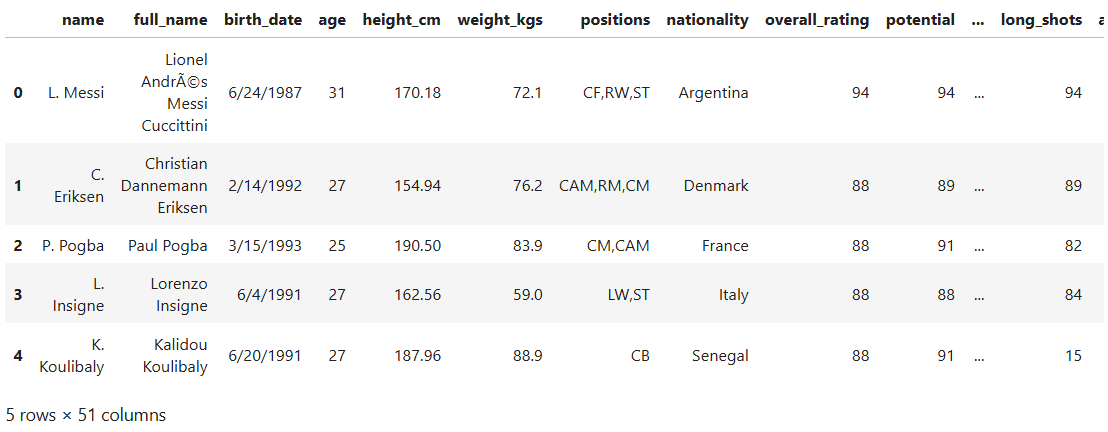 name full_name birth_date age height_cm weight_kgs positions nationality overall_rating potential ... long_shots a
0 L. Messi Lionel AndrÃ©s Messi Cuccittini 6/24/1987 31 170.18 72.1 CF,RW,ST Argentina 94 94 ... 94
1 C. Eriksen Christian Dannemann Eriksen 2/14/1992 27 154.94 76.2 CAM,RM,CM Denmark 88 89 ... 89
2 P. Pogba Paul Pogba 3/15/1993 25 190.50 83.9 CM,CAM France 88 91 ... 82
3 L. Insigne Lorenzo Insigne 6/4/1991 27 162.56 59.0 LW,ST Italy 88 88 ... 84
4 K. Koulibaly Kalidou Koulibaly 6/20/1991 27 187.96 88.9 CB Senegal 88 91 ... 15
5 rows × 51 columns